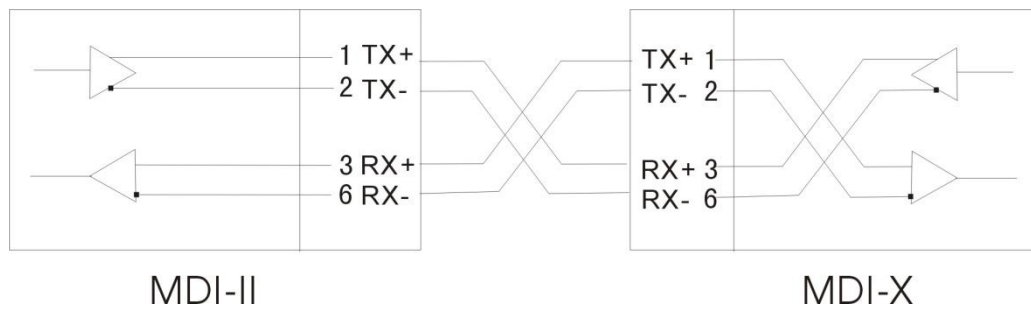 1 TX+
2 TX-
3 RX+
6 RX-
TX+ 1
TX- 2
RX+ 3
RX- 6
MDI-II
MDI-X